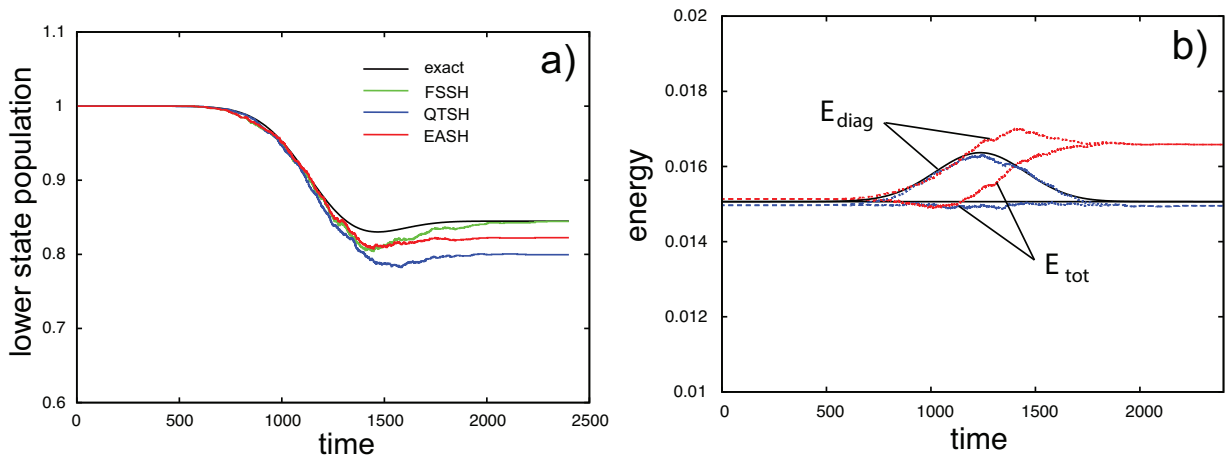 a)
1.1
1
0.9
0.8
0.7
0.6
lower state population
exact
FSSH
QTSH
EASH
0 500 1000 1500 2000 2500
time
b)
0.02
0.018
0.016
0.014
0.012
0.01
energy
E diag
E tot
0 500 1000 1500 2000
time